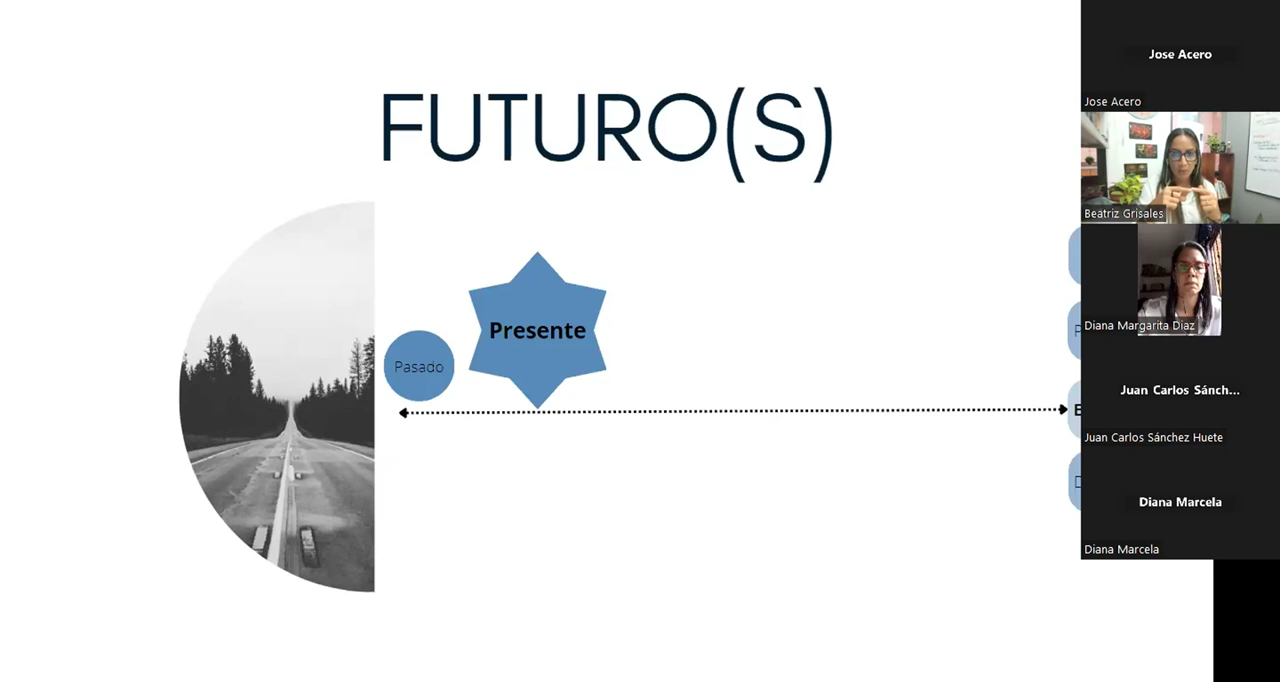 FUTURO(S)
Presente
Pasado
Jose Acero
Jose Acero
Beatriz Grisales
Diana Margarita Diaz
Juan Carlos Sánch...
Juan Carlos Sánchez Huete
Diana Marcela
Diana Marcela